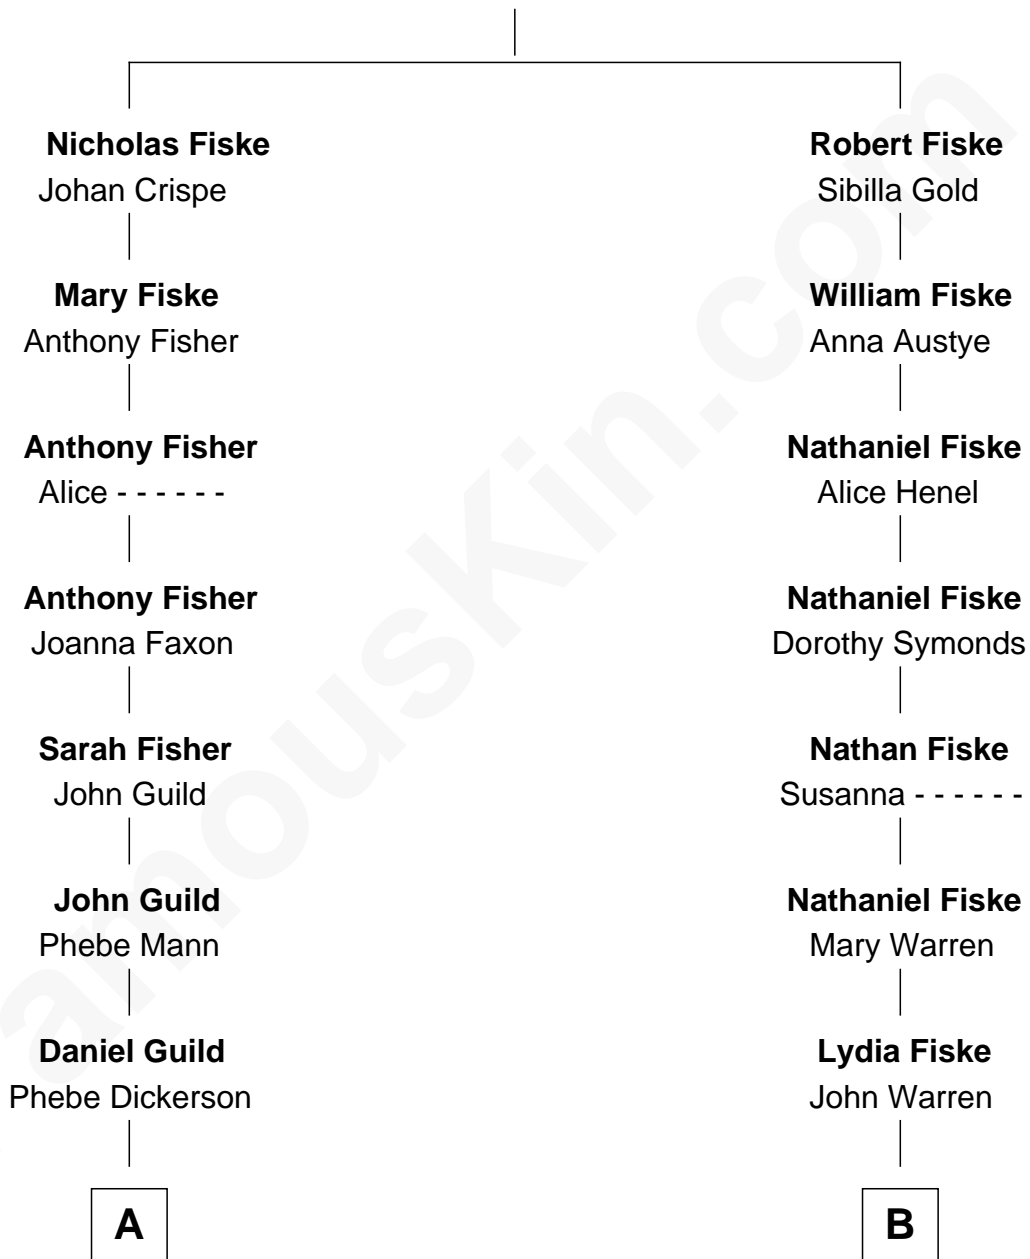 Nicholas Fiske
Johan Crispe
Mary Fiske
Anthony Fisher
Anthony Fisher
Alice - - - - - -
Anthony Fisher
Joanna Faxon
Sarah Fisher
John Guild
John Guild
Phebe Mann
Daniel Guild
Phebe Dickerson
A
Robert Fiske
Sibilla Gold
William Fiske
Anna Austye
Nathaniel Fiske
Alice Henel
Nathaniel Fiske
Dorothy Symonds
Nathan Fiske
Susanna - - - - - -
Nathaniel Fiske
Mary Warren
Lydia Fiske
John Warren
B
amouskin.com